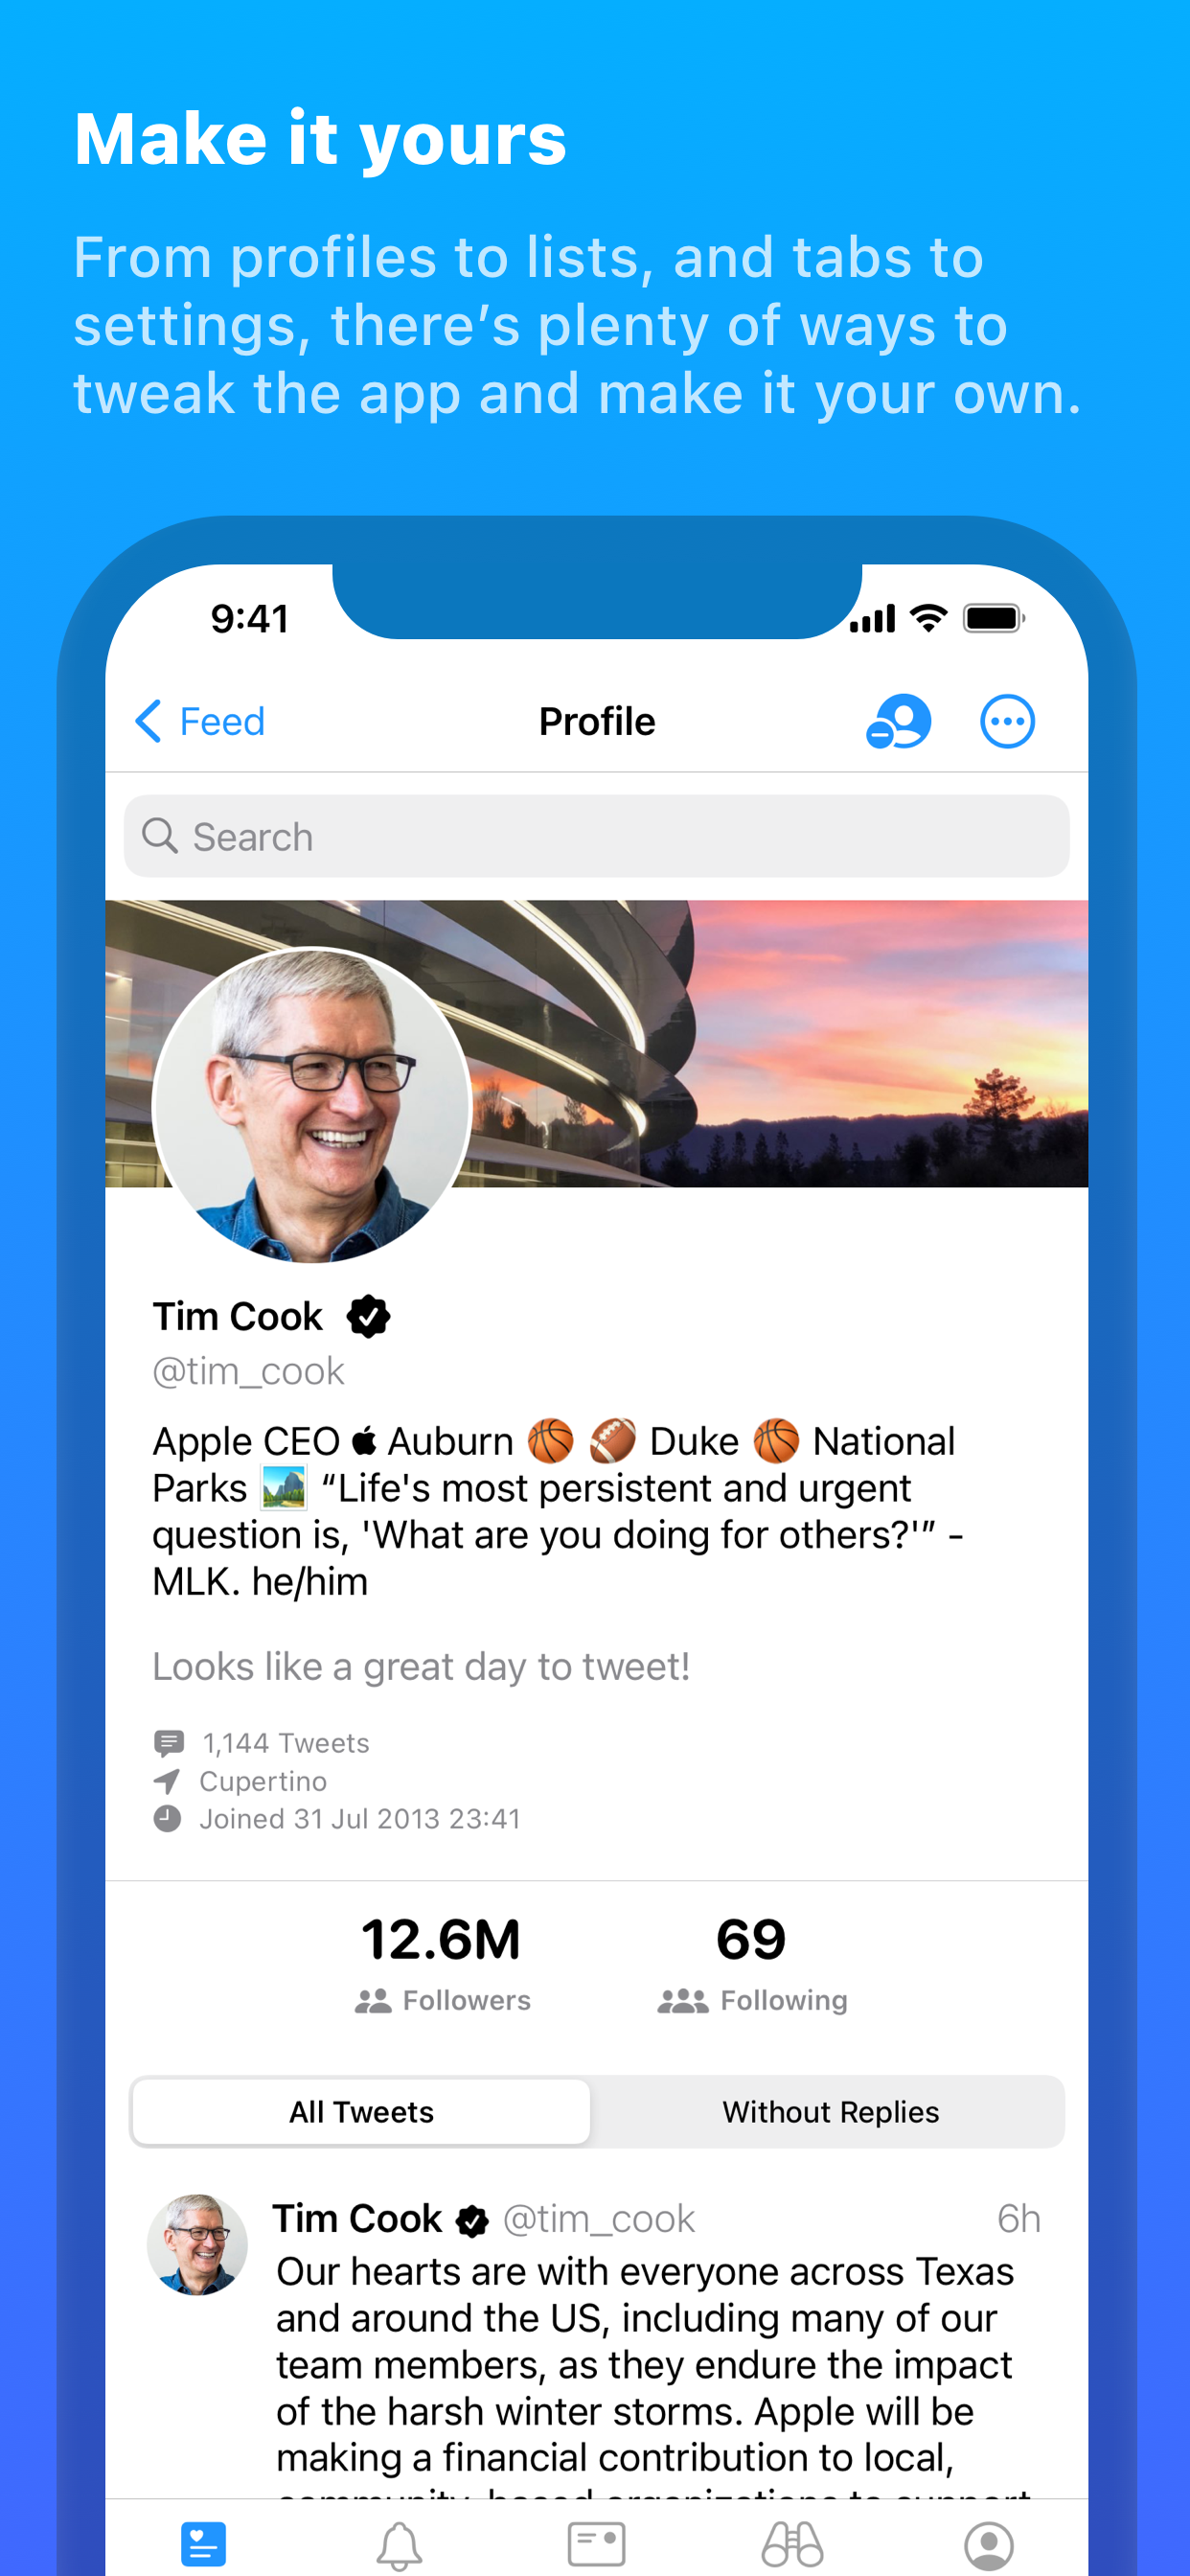 Make it yours
From profiles to lists, and tabs to
settings, there’s plenty of ways to
tweak the app and make it your own.
9:41
Feed
Profile
Search
Tim Cook
@tim_cook
Apple CEO  Auburn 🏀 🏈 Duke 🏀 National
Parks 🏞 “Life's most persistent and urgent
question is, 'What are you doing for others?'” -
MLK. he/him
Looks like a great day to tweet!
1,144 Tweets
Cupertino
Joined 31 Jul 2013 23:41
12.6M
69
Followers
Following
All Tweets
Without Replies
Tim Cook @tim_cook 6h
Our hearts are with everyone across Texas
and around the US, including many of our
team members, as they endure the impact
of the harsh winter storms. Apple will be
making a financial contribution to local,
community-based organizations to support